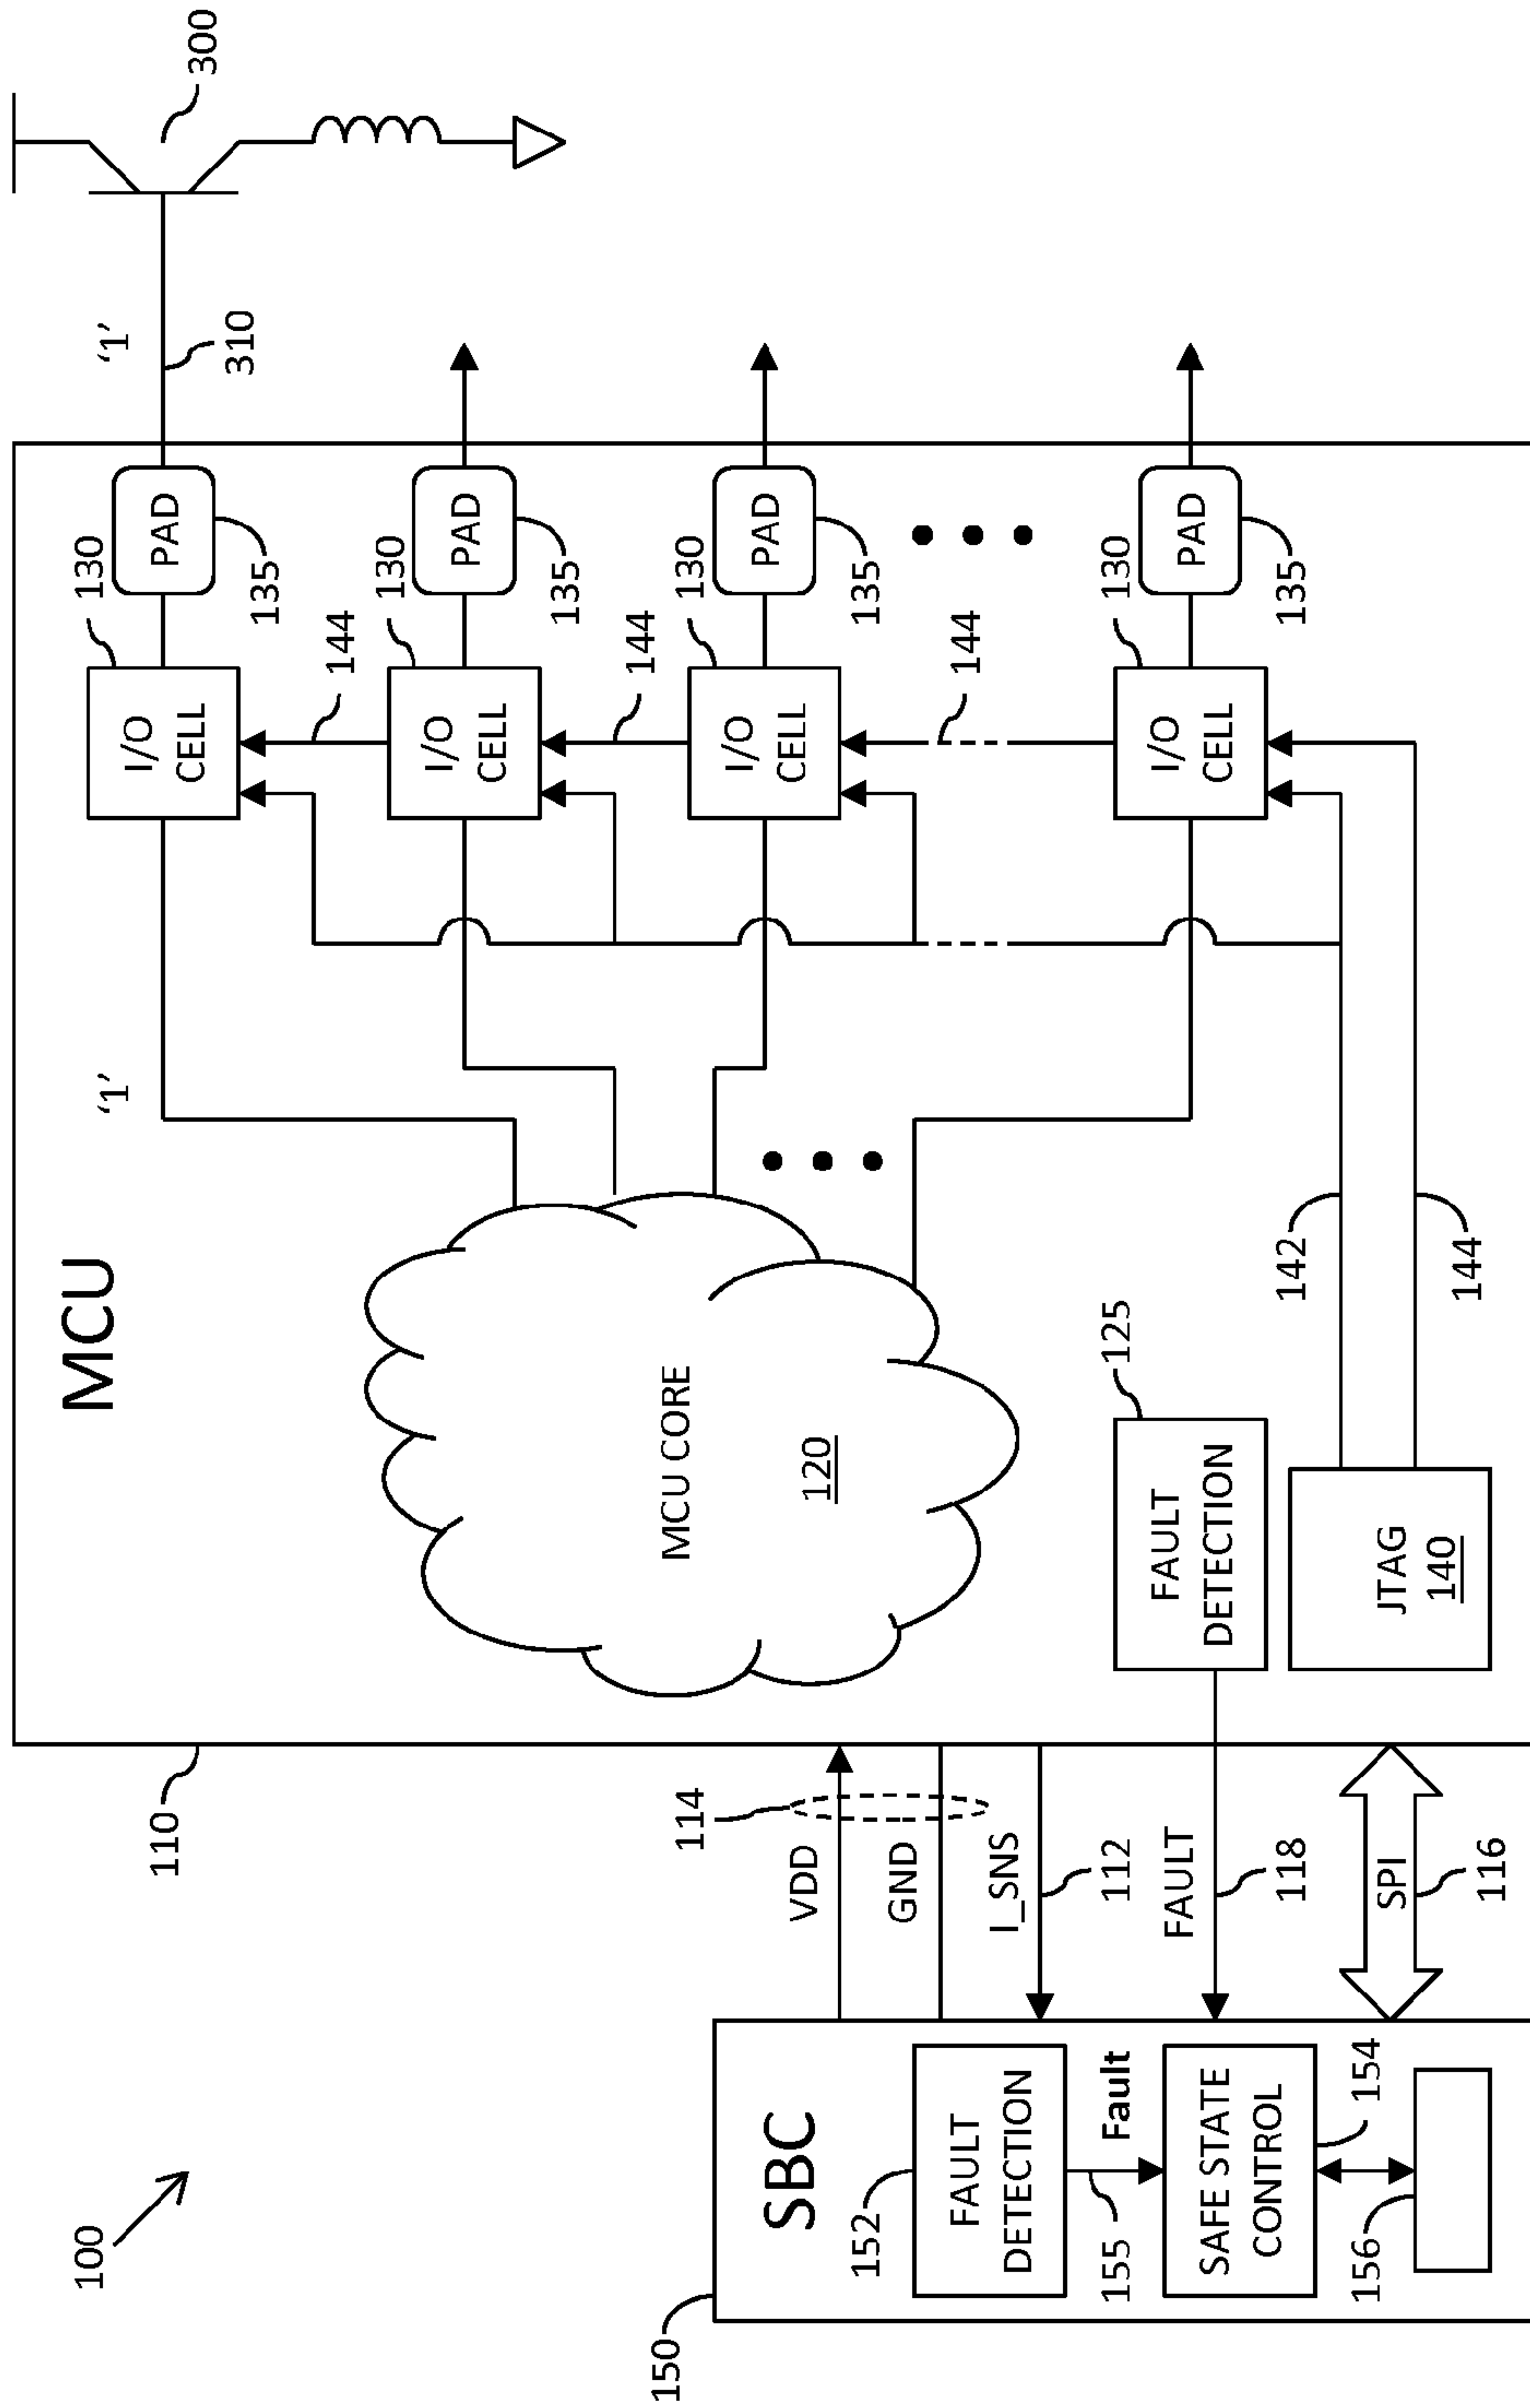 100
150
SBC
152
FAULT
DETECTION
155
Fault
SAFE STATE
CONTROL
154
156
110
114
VDD
GND
I_SNS
112
FAULT
118
SPI
116
MCU
MCU CORE
120
125
FAULT
DETECTION
JTAG
140
142
144
‘1’
I/O
CELL
130
PAD
135
144
I/O
CELL
130
PAD
135
144
I/O
CELL
130
PAD
135
144
I/O
CELL
130
PAD
135
‘1’
310
300